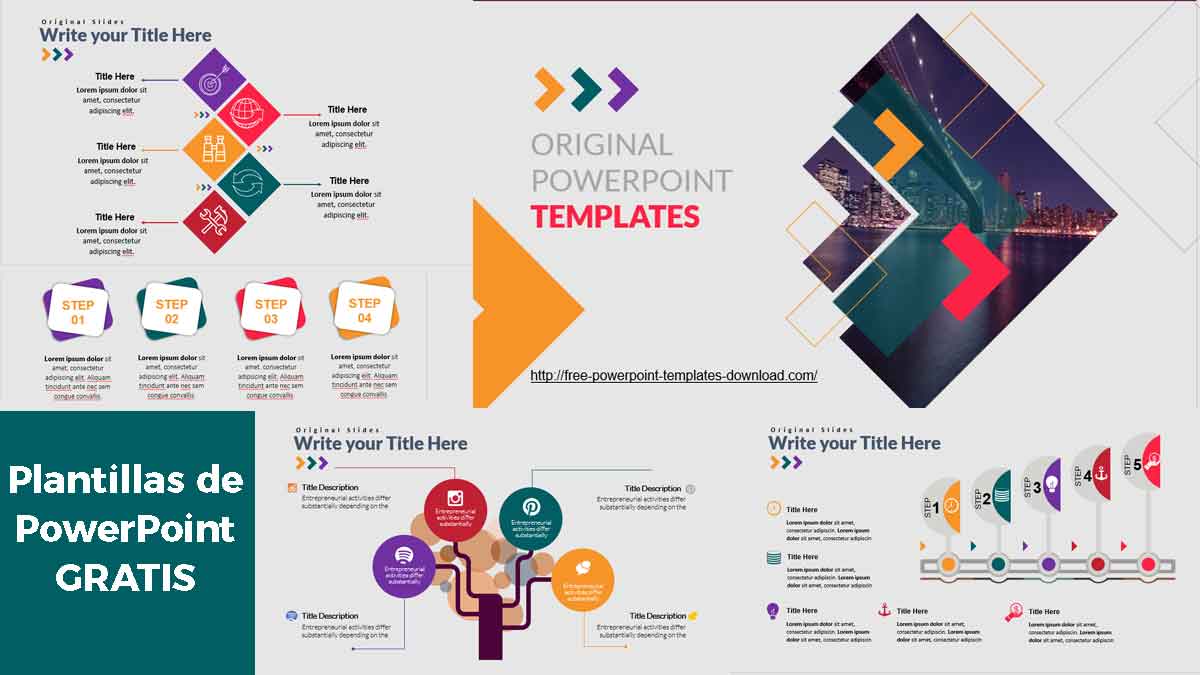 Original Slides
Write your Title Here
Title Here
Lorem ipsum dolor sit
amet, consectetur
adipiscing elit.
Title Here
Lorem ipsum dolor sit
amet, consectetur
adipiscing elit.
Title Here
Lorem ipsum dolor sit
amet, consectetur
adipiscing elit.
Title Here
Lorem ipsum dolor sit
amet, consectetur
adipiscing elit.
Title Here
Lorem ipsum dolor sit
amet, consectetur
adipiscing elit.
STEP
01
Lorem ipsum dolor sit
amet, consectetur
adipiscing elit. Aliquam
tincidunt ante nec sem
congue convallis
STEP
02
Lorem ipsum dolor sit
amet, consectetur
adipiscing elit. Aliquam
tincidunt ante nec sem
congue convallis
STEP
03
Lorem ipsum dolor sit
amet, consectetur
adipiscing elit. Aliquam
tincidunt ante nec sem
congue convallis
STEP
04
Lorem ipsum dolor sit
amet, consectetur
adipiscing elit. Aliquam
tincidunt ante nec sem
congue convallis
ORIGINAL
POWERPOINT
TEMPLATES
http://free-powerpoint-templates-download.com/
Plantillas de
PowerPoint
GRATIS
Original Slides
Write your Title Here
Title Description
Entrepreneurial activities differ
substantially depending on the
Title Description
Entrepreneurial activities differ
substantially depending on the
Entrepreneurial
activities differ
substantially
Entrepreneurial
activities differ
substantially
Entrepreneurial
activities differ
substantially
Entrepreneurial
activities differ
substantially
Title Description
Entrepreneurial activities differ
substantially depending on the
Title Description
Entrepreneurial activities differ
substantially depending on the
Original Slides
Write your Title Here
STEP 1
STEP 2
STEP 3
STEP 4
STEP 5
Title Here
Lorem ipsum dolor sit amet,
consectetur adipiscin. Lorem ipsum
dolor sit amet, consectetur adipiscin
Title Here
Lorem ipsum dolor sit amet,
consectetur adipiscin. Lorem ipsum
dolor sit amet, consectetur adipiscin
Title Here
Lorem ipsum dolor sit amet,
consectetur adipiscin. Lorem ipsum
dolor sit amet, consectetur adipiscin
Title Here
Lorem ipsum dolor sit amet,
consectetur adipiscin. Lorem ipsum
dolor sit amet, consectetur adipiscin
Title Here
Lorem ipsum dolor sit amet,
consectetur adipiscin. Lorem ipsum
dolor sit amet, consectetur adipiscin